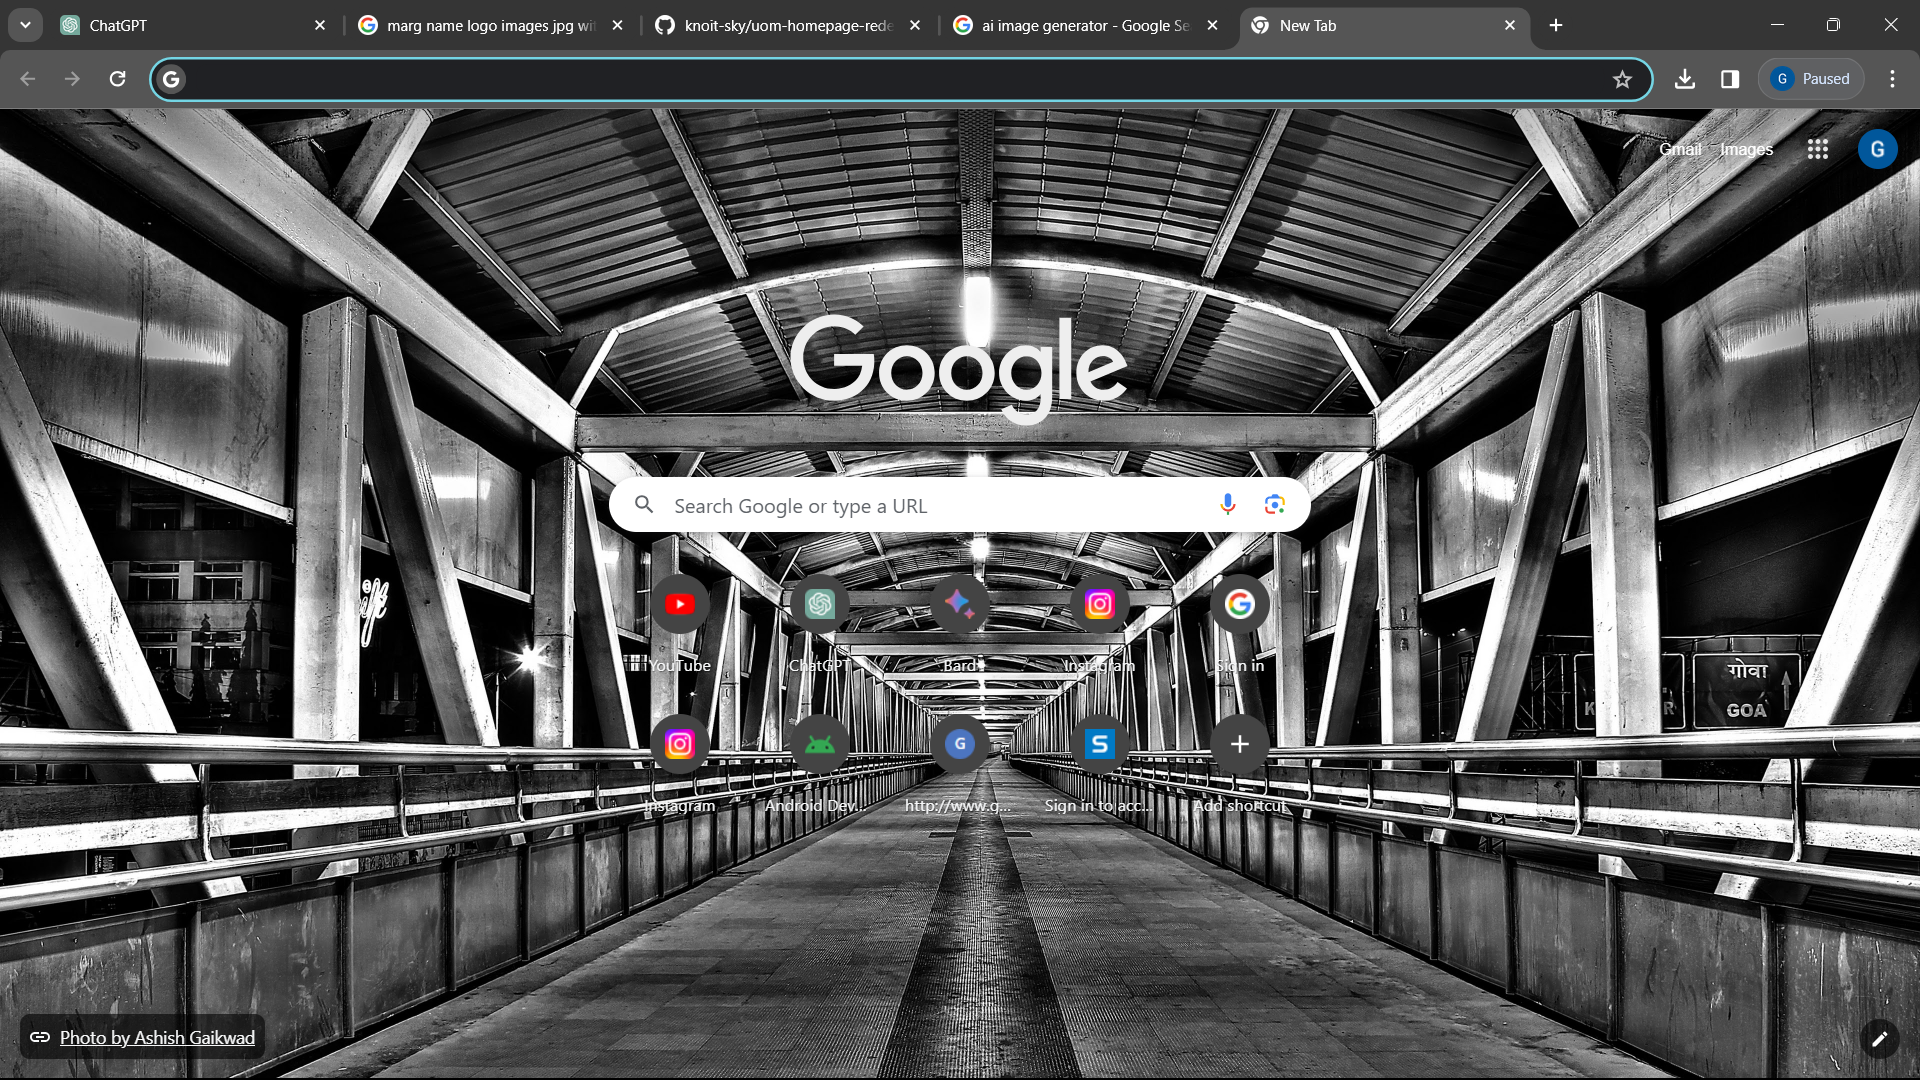 ChatGPT
marg name logo images jpg wit
knoit-sky/uom-homepage-rede
ai image generator - Google Se
New Tab
G
G Paused
Gmail Images
G
Google
Search Google or type a URL
YouTube
ChatGPT
Bard
Instagram
Sign in
गोवा
GOA
G
S
Instagram
Android Dev...
http://www.g...
Sign in to acc...
Add shortcut
Photo by Ashish Gaikwad